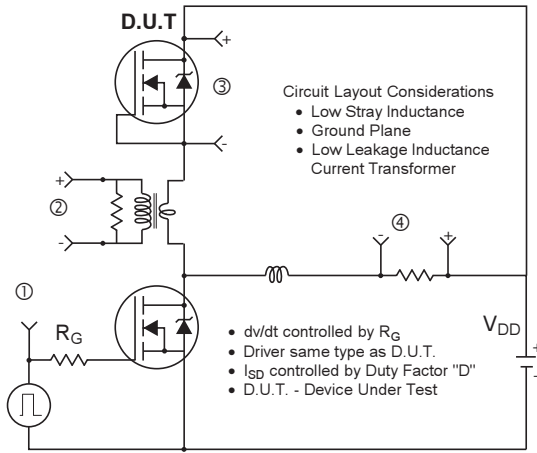 D.U.T
+
③
-
Circuit Layout Considerations
• Low Stray Inductance
• Ground Plane
• Low Leakage Inductance
Current Transformer
+
②
-
-
④
+
①
RG
• dv/dt controlled by RG
• Driver same type as D.U.T.
• ISD controlled by Duty Factor "D"
• D.U.T. - Device Under Test
VDD
+
-